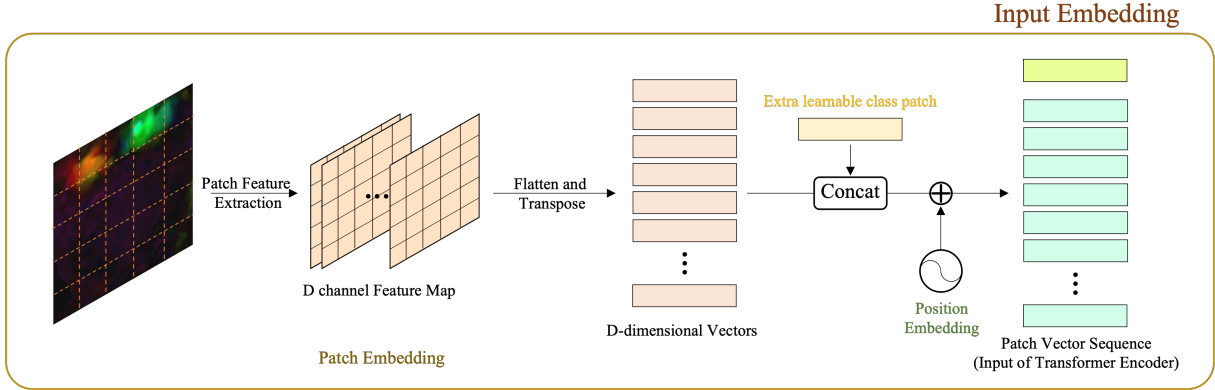 Input Embedding
Extra learnable class patch
Patch Feature
Extraction
Flatten and
Transpose
Concat
D channel Feature Map
D-dimensional Vectors
Position
Embedding
Patch Vector Sequence
(Input of Transformer Encoder)
Patch Embedding